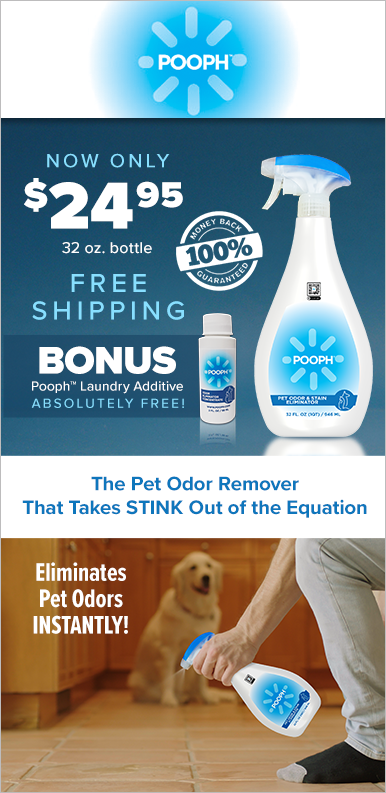 POOPH™
NOW ONLY
$24.95
32 oz. bottle
FREE
SHIPPING
BONUS
Pooph™ Laundry Additive
ABSOLUTELY FREE!
MONEY BACK
100%
GUARANTEED
POOPH
POOPH
PET ODOR & STAIN
ELIMINATOR
32 FL OZ (1QT) / 946 ML
The Pet Odor Remover
That Takes STINK Out of the Equation
Eliminates
Pet Odors
INSTANTLY!
POOPH